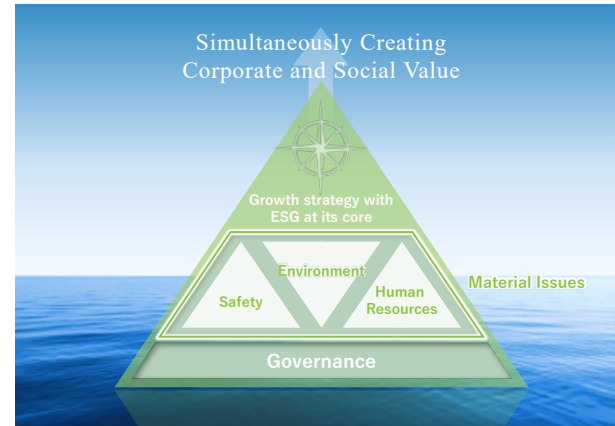 Simultaneously Creating
Corporate and Social Value
Growth strategy with
ESG at its core
Environment
Safety
Human
Resources
Material Issues
Governance